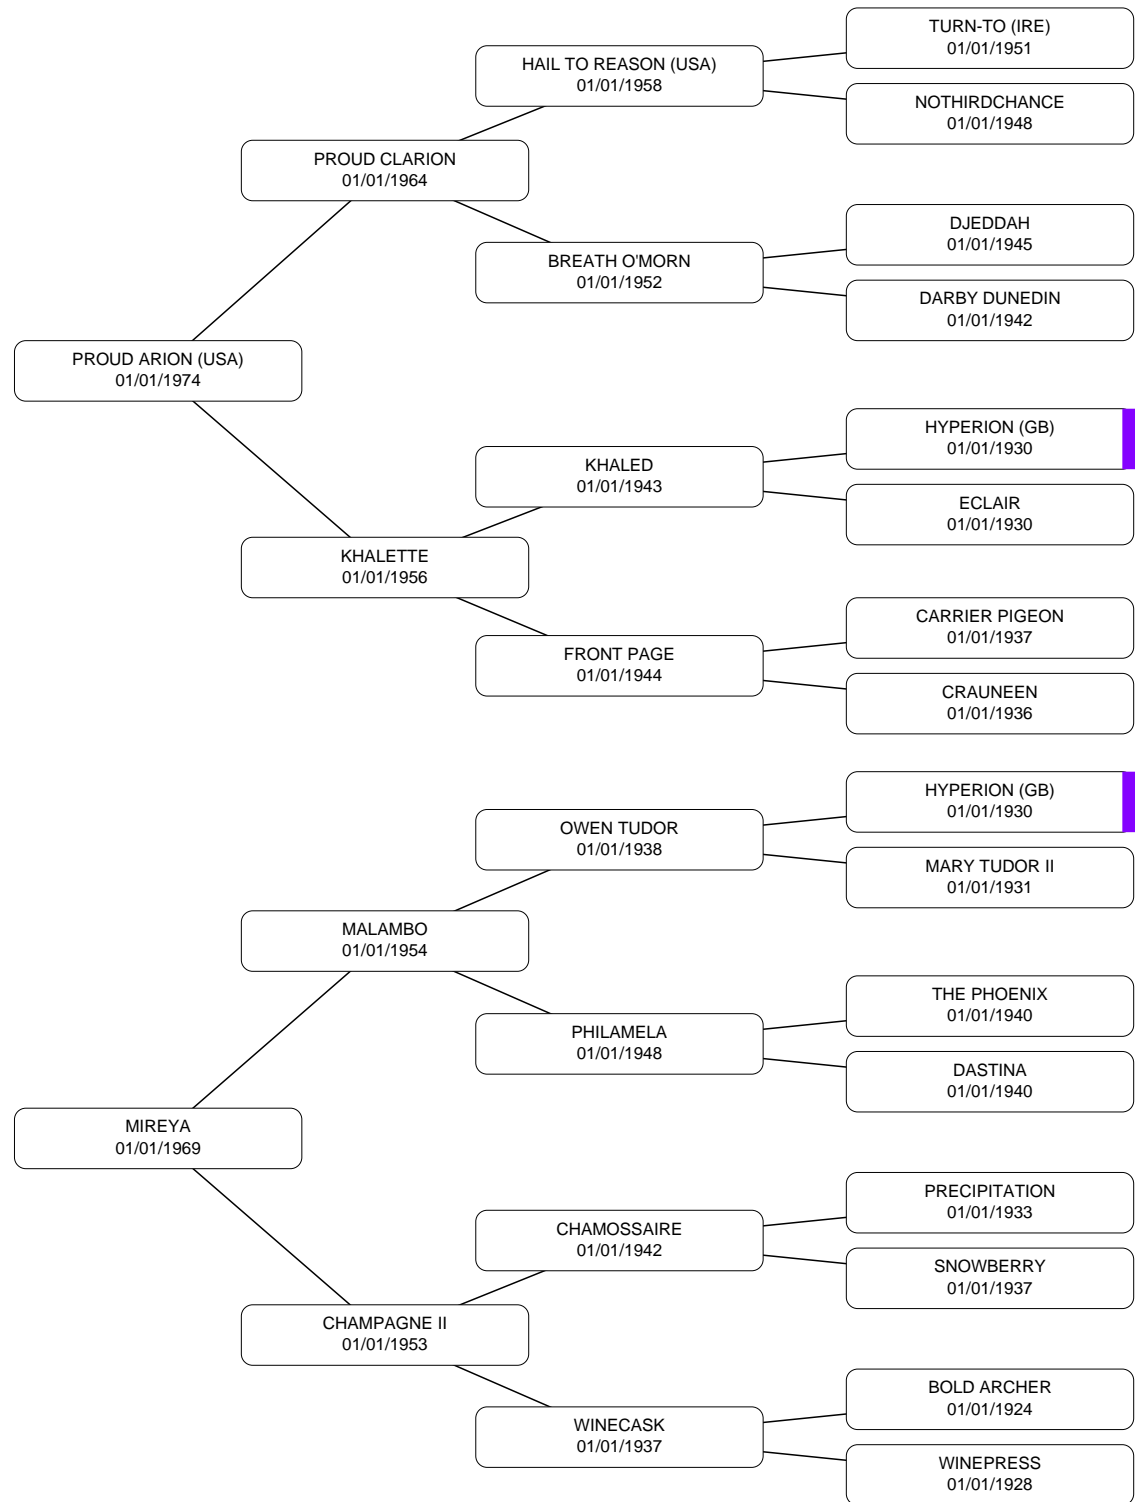 TURN-TO (IRE)
01/01/1951
HAIL TO REASON (USA)
01/01/1958
NOTHIRDCHANCE
01/01/1948
PROUD CLARION
01/01/1964
DJEDDAH
01/01/1945
BREATH O'MORN
01/01/1952
DARBY DUNEDIN
01/01/1942
PROUD ARION (USA)
01/01/1974
HYPERION (GB)
01/01/1930
KHALED
01/01/1943
ECLAIR
01/01/1930
KHALETTE
01/01/1956
CARRIER PIGEON
01/01/1937
FRONT PAGE
01/01/1944
CRAUNEEN
01/01/1936
HYPERION (GB)
01/01/1930
OWEN TUDOR
01/01/1938
MARY TUDOR II
01/01/1931
MALAMBO
01/01/1954
THE PHOENIX
01/01/1940
PHILAMELA
01/01/1948
DASTINA
01/01/1940
MIREYA
01/01/1969
PRECIPITATION
01/01/1933
CHAMOSSAIRE
01/01/1942
SNOWBERRY
01/01/1937
CHAMPAGNE II
01/01/1953
BOLD ARCHER
01/01/1924
WINECASK
01/01/1937
WINEPRESS
01/01/1928